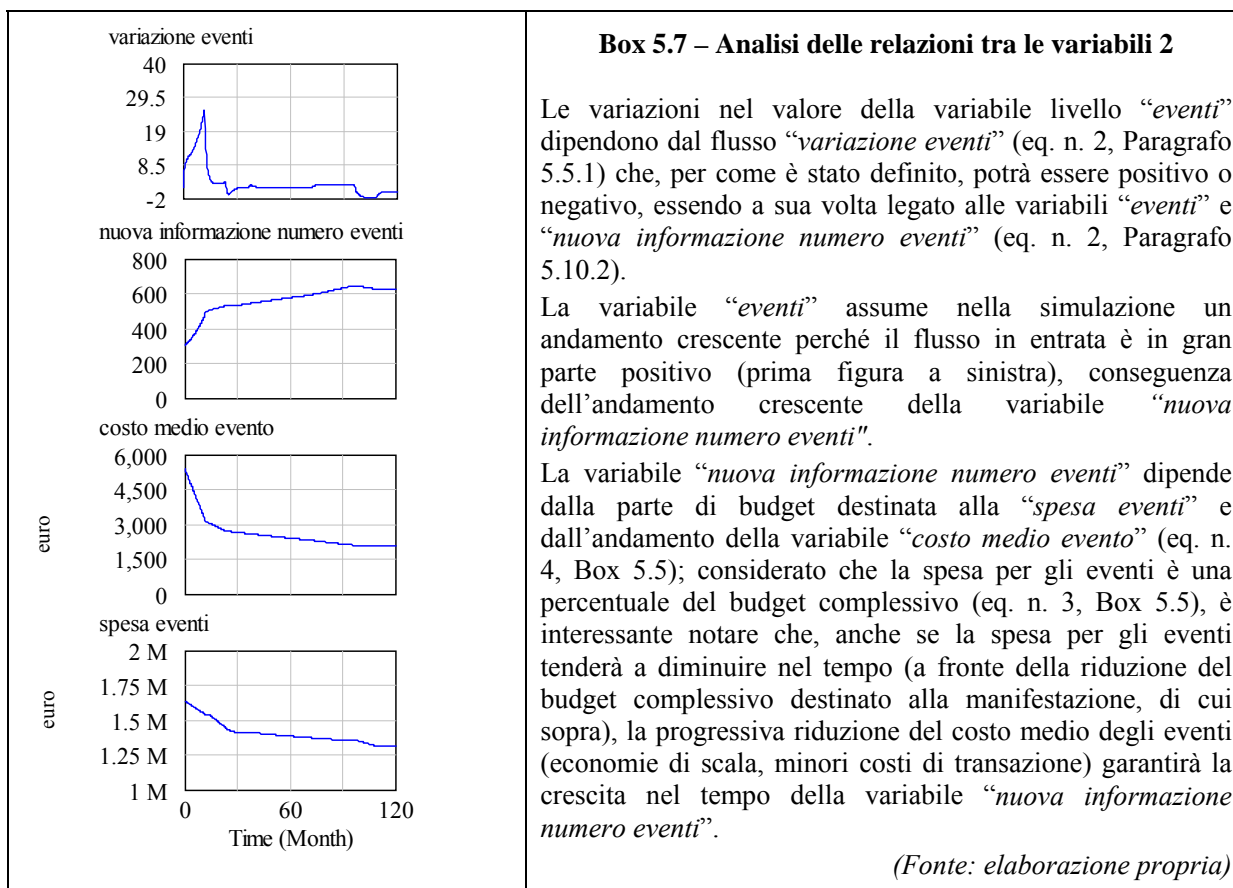 variazione eventi
40
29.5
19
8.5
-2
nuova informazione numero eventi
800
600
400
200
0
costo medio evento
6,000
4,500
3,000
1,500
0
euro
spesa eventi
2 M
1.75 M
1.5 M
1.25 M
1 M
euro
0 60 120
Time (Month)
Box 5.7 – Analisi delle relazioni tra le variabili 2
Le variazioni nel valore della variabile livello “eventi”
dipendono dal flusso “variazione eventi” (eq. n. 2, Paragrafo
5.5.1) che, per come è stato definito, potrà essere positivo o
negativo, essendo a sua volta legato alle variabili “eventi” e
“nuova informazione numero eventi” (eq. n. 2, Paragrafo
5.10.2).
La variabile “eventi” assume nella simulazione un
andamento crescente perché il flusso in entrata è in gran
parte positivo (prima figura a sinistra), conseguenza
dell’andamento crescente della variabile “nuova
informazione numero eventi".
La variabile “nuova informazione numero eventi” dipende
dalla parte di budget destinata alla “spesa eventi” e
dall’andamento della variabile “costo medio evento” (eq. n.
4, Box 5.5); considerato che la spesa per gli eventi è una
percentuale del budget complessivo (eq. n. 3, Box 5.5), è
interessante notare che, anche se la spesa per gli eventi
tenderà a diminuire nel tempo (a fronte della riduzione del
budget complessivo destinato alla manifestazione, di cui
sopra), la progressiva riduzione del costo medio degli eventi
(economie di scala, minori costi di transazione) garantirà la
crescita nel tempo della variabile “nuova informazione
numero eventi”.
(Fonte: elaborazione propria)